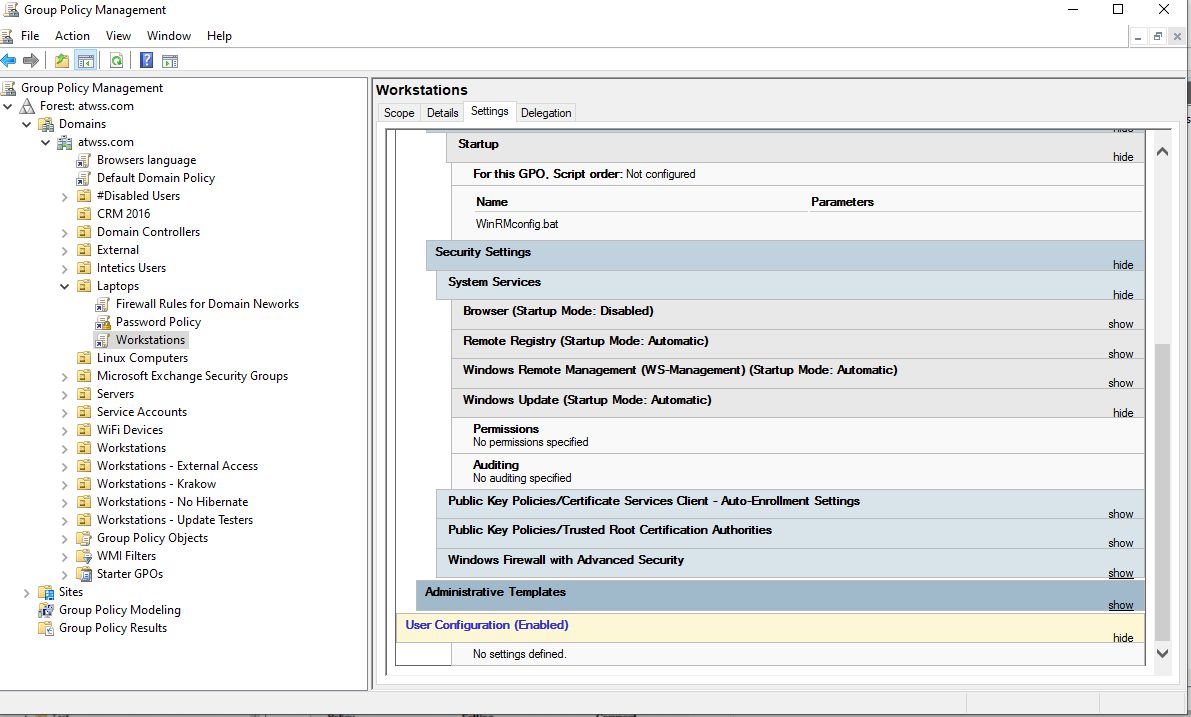 Group Policy Management
File Action View Window Help
Group Policy Management
Forest: atwss.com
Domains
atwss.com
Browsers language
Default Domain Policy
#Disabled Users
CRM 2016
Domain Controllers
External
Intetics Users
Laptops
Firewall Rules for Domain Neworks
Password Policy
Workstations
Linux Computers
Microsoft Exchange Security Groups
Servers
Service Accounts
WiFi Devices
Workstations
Workstations - External Access
Workstations - Krakow
Workstations - No Hibernate
Workstations - Update Testers
Group Policy Objects
WMI Filters
Starter GPOs
Sites
Group Policy Modeling
Group Policy Results
Workstations
Scope Details Settings Delegation
hide
Startup
hide
For this GPO, Script order: Not configured
Name Parameters
WinRMconfig.bat
Security Settings
hide
System Services
hide
Browser (Startup Mode: Disabled)
show
Remote Registry (Startup Mode: Automatic)
show
Windows Remote Management (WS-Management) (Startup Mode: Automatic)
show
Windows Update (Startup Mode: Automatic)
hide
Permissions
No permissions specified
Auditing
No auditing specified
Public Key Policies/Certificate Services Client - Auto-Enrollment Settings
show
Public Key Policies/Trusted Root Certification Authorities
show
Windows Firewall with Advanced Security
show
Administrative Templates
show
User Configuration (Enabled)
hide
No settings defined.